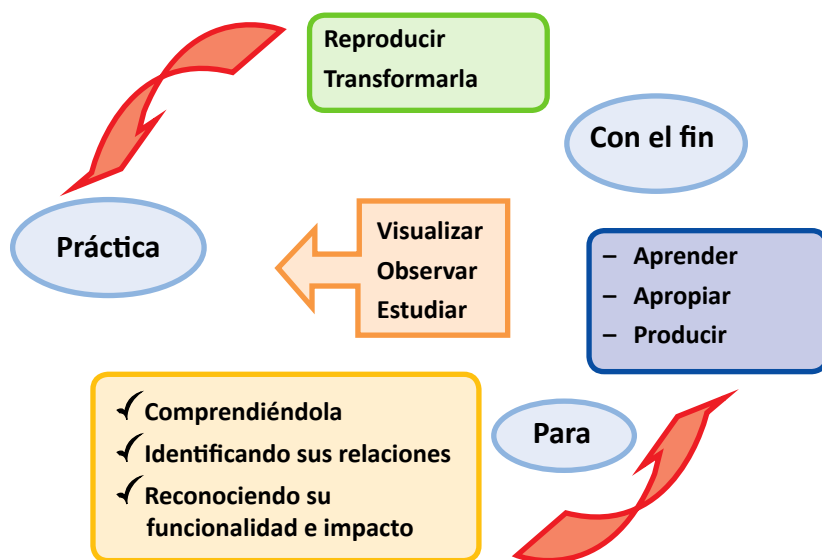 Reproducir
Transformarla
Con el fin
Práctica
Visualizar
Observar
Estudiar
– Aprender
– Apropiar
– Producir
✓ Comprendiéndola
✓ Identificando sus relaciones
✓ Reconociendo su
funcionalidad e impacto
Para